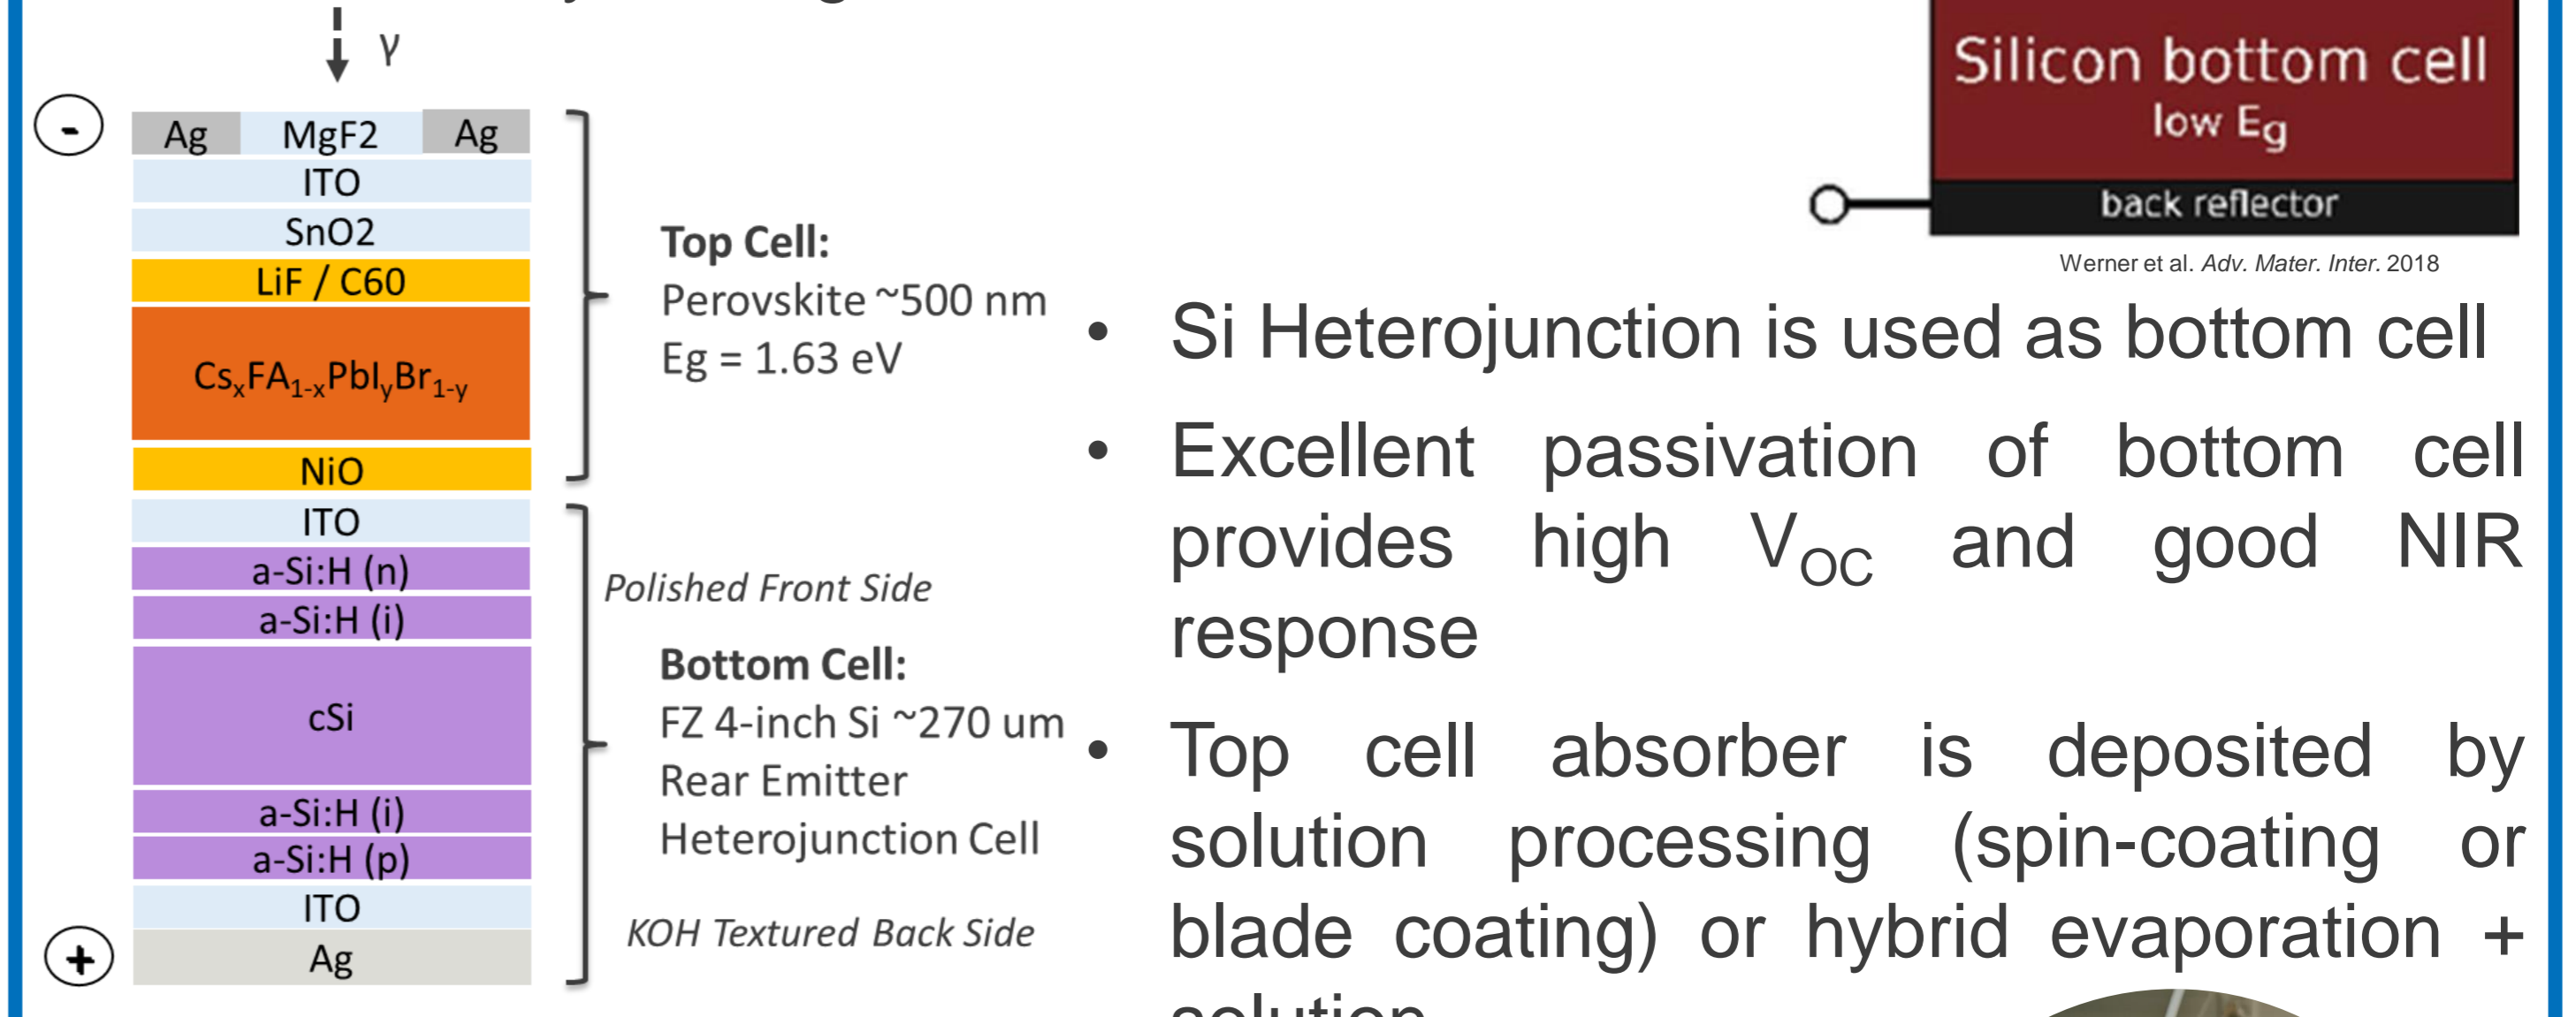 γ
-
Ag MgF2 Ag
ITO
SnO2
LiF / C60
CsxFA1-xPbIyBr1-y
NiO
ITO
a-Si:H (n)
a-Si:H (i)
cSi
a-Si:H (i)
a-Si:H (p)
ITO
Ag
+
Top Cell:
Perovskite ~500 nm
Eg = 1.63 eV
Polished Front Side
Bottom Cell:
FZ 4-inch Si ~270 um
Rear Emitter
Heterojunction Cell
KOH Textured Back Side
Silicon bottom cell
low Eg
back reflector
Werner et al. Adv. Mater. Inter. 2018
• Si Heterojunction is used as bottom cell
• Excellent passivation of bottom cell
provides high VOC and good NIR
response
• Top cell absorber is deposited by
solution processing (spin-coating or
blade coating) or hybrid evaporation +
solution